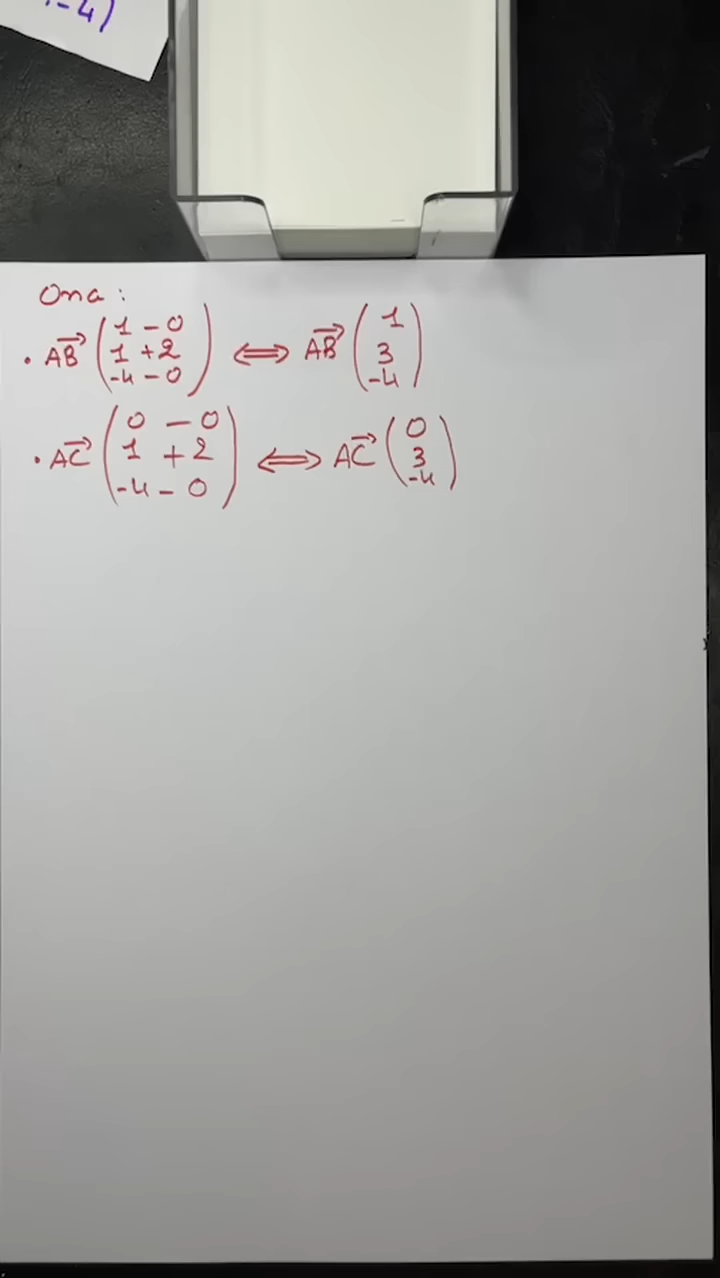 -4)
On a :
. AB→ ( 1 - 0 ; 1 + 2 ; -4 - 0 ) ⟺ AB→ ( 1 ; 3 ; -4 )
. AC→ ( 0 - 0 ; 1 + 2 ; -4 - 0 ) ⟺ AC→ ( 0 ; 3 ; -4 )